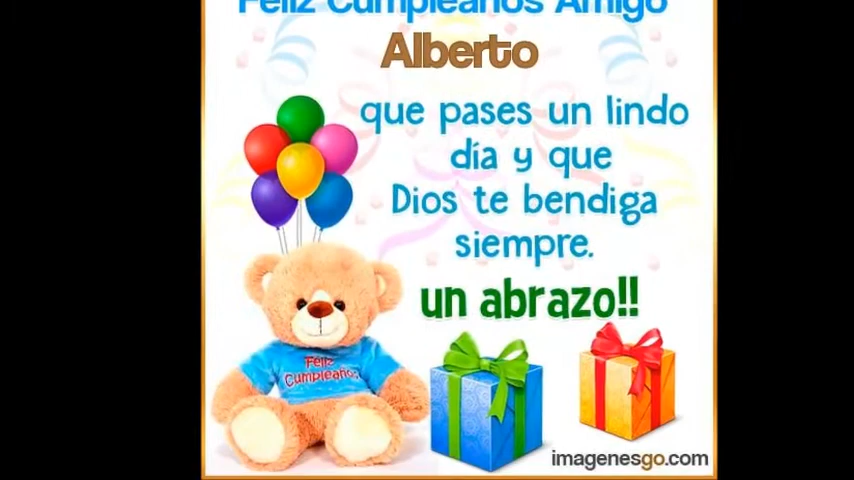 Feliz Cumpleaños Amigo
Alberto
que pases un lindo
día y que
Dios te bendiga
siempre.
un abrazo!!
Feliz
Cumpleaños
imagenesgo.com